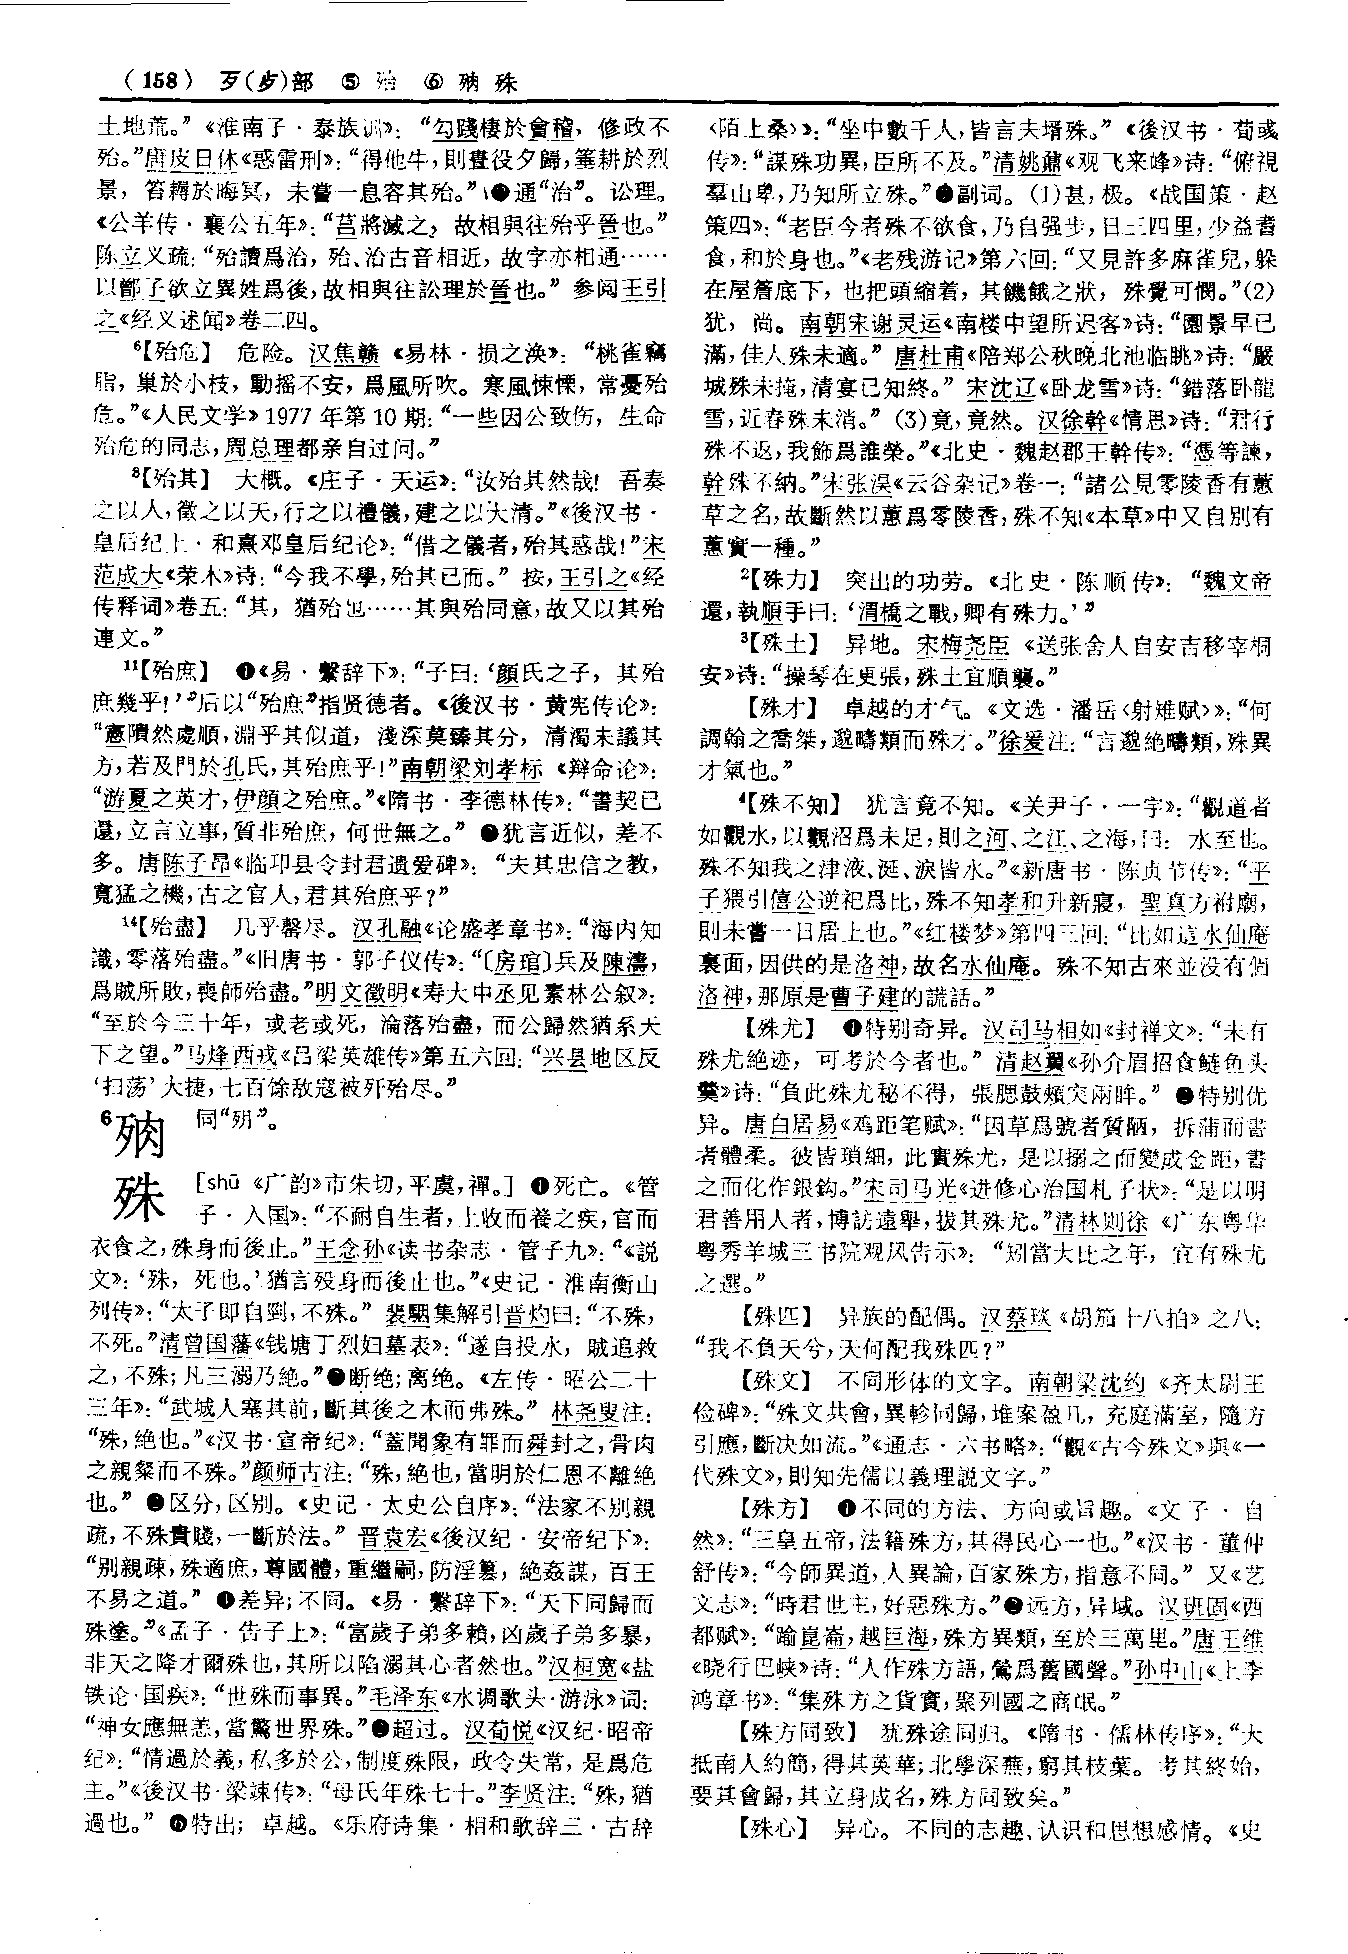 （158） 歹(歺)部 ⑤ 殆 ⑥ 㱙 殊
土地荒。”《淮南子·泰族训》：“勾踐棲於會稽，修政不
殆。”唐皮日休《惑雷刑》：“得他牛，則晝役夕歸，箠耕於烈
景，笞耨於晦冥，未嘗一息容其殆。”通“治”。讼理。
《公羊传·襄公五年》：“莒將滅之，故相與往殆乎晉也。”
陈立义疏：“殆讀爲治，殆、治古音相近，故字亦相通……
以鄫子欲立異姓爲後，故相與往訟理於晉也。”参阅王引
之《经义述闻》卷二四。
6【殆危】 危险。汉焦赣《易林·损之涣》：“桃雀竊
脂，巢於小枝，動摇不安，爲風所吹。寒風悚慄，常憂殆
危。”《人民文学》1977年第10期：“一些因公致伤，生命
殆危的同志，周总理都亲自过问。”
8【殆其】 大概。《庄子·天运》：“汝殆其然哉！吾奏
之以人，徵之以天，行之以禮儀，建之以大清。”《後汉书·
皇后纪上·和熹邓皇后纪论》：“借之儀者，殆其惑哉！”宋
范成大《荣木》诗：“今我不學，殆其已而。”按，王引之《经
传释词》卷五：“其，猶殆也……其與殆同意，故又以其殆
連文。”
11【殆庶】 ❶《易·繫辞下》：“子曰：‘顔氏之子，其殆
庶幾乎！’”后以“殆庶”指贤德者。《後汉书·黄宪传论》：
“憲隤然處順，淵乎其似道，淺深莫臻其分，清濁未議其
方，若及門於孔氏，其殆庶乎！”南朝梁刘孝标《辩命论》：
“游夏之英才，伊顔之殆庶。”《隋书·李德林传》：“書契已
還，立言立事，質非殆庶，何世無之。”❷犹言近似，差不
多。唐陈子昂《临邛县令封君遗爱碑》：“夫其忠信之教，
寬猛之機，古之官人，君其殆庶乎？”
14【殆盡】 几乎罄尽。汉孔融《论盛孝章书》：“海内知
識，零落殆盡。”《旧唐书·郭子仪传》：“〔房琯〕兵及陳濤，
爲賊所敗，喪師殆盡。”明文徵明《寿大中丞见素林公叙》：
“至於今三十年，或老或死，淪落殆盡，而公歸然猶系天
下之望。”马烽西戎《吕梁英雄传》第五六回：“兴县地区反
‘扫荡’大捷，七百馀敌寇被歼殆尽。”
6 㱙 同“歾”。
殊 [shū《广韵》市朱切，平虞，禪。] ❶死亡。《管
子·入国》：“不耐自生者，上收而養之疾，官而
衣食之，殊身而後止。”王念孙《读书杂志·管子九》：“《説
文》：‘殊，死也。’猶言殁身而後止也。”《史记·淮南衡山
列传》：“太子即自剄，不殊。”裴駰集解引晋灼曰：“不殊，
不死。”清曾国藩《钱塘丁烈妇墓表》：“遂自投水，賊追救
之，不殊；凡三溺乃絶。”❷断绝；离绝。《左传·昭公二十
三年》：“武城人塞其前，斷其後之木而弗殊。”林尧叟注：
“殊，絶也。”《汉书·宣帝纪》：“蓋聞象有罪而舜封之，骨肉
之親粲而不殊。”颜师古注：“殊，絶也，當明於仁恩不離絶
也。”❸区分，区别。《史记·太史公自序》：“法家不别親
疏，不殊貴賤，一斷於法。”晋袁宏《後汉纪·安帝纪下》：
“别親疎，殊適庶，尊國體，重繼嗣，防淫篡，絶姦謀，百王
不易之道。”❹差异；不同。《易·繫辞下》：“天下同歸而
殊塗。”《孟子·告子上》：“富歲子弟多賴，凶歲子弟多暴，
非天之降才爾殊也，其所以陷溺其心者然也。”汉桓宽《盐
铁论·国疾》：“世殊而事異。”毛泽东《水调歌头·游泳》词：
“神女應無恙，當驚世界殊。”❺超过。汉荀悦《汉纪·昭帝
纪》：“情過於義，私多於公，制度殊限，政令失常，是爲危
主。”《後汉书·梁竦传》：“母氏年殊七十。”李贤注：“殊，猶
過也。”❻特出；卓越。《乐府诗集·相和歌辞三·古辞
〈陌上桑〉》：“坐中數千人，皆言夫壻殊。”《後汉书·荀彧
传》：“謀殊功異，臣所不及。”清姚鼐《观飞来峰》诗：“俯視
羣山卑，乃知所立殊。”❼副词。(1)甚，极。《战国策·赵
策四》：“老臣今者殊不欲食，乃自强步，日三四里，少益耆
食，和於身也。”《老残游记》第六回：“又見許多麻雀兒，躲
在屋簷底下，也把頭縮着，其饑餓之狀，殊覺可憫。”(2)
犹，尚。南朝宋谢灵运《南楼中望所迟客》诗：“圓景早已
滿，佳人殊未適。”唐杜甫《陪郑公秋晚北池临眺》诗：“嚴
城殊未掩，清宴已知終。”宋沈辽《卧龙雪》诗：“錯落卧龍
雪，近春殊未消。”(3)竟，竟然。汉徐幹《情思》诗：“君行
殊不返，我飾爲誰榮。”《北史·魏赵郡王幹传》：“憑等諫，
幹殊不納。”宋张淏《云谷杂记》卷一：“諸公見零陵香有蕙
草之名，故斷然以蕙爲零陵香，殊不知《本草》中又自别有
蕙實一種。”
2【殊力】 突出的功劳。《北史·陈顺传》：“魏文帝
還，執順手曰：‘渭橋之戰，卿有殊力。’”
3【殊土】 异地。宋梅尧臣《送张舍人自安吉移宰桐
安》诗：“操琴在更張，殊土宜順襲。”
【殊才】 卓越的才气。《文选·潘岳〈射雉赋〉》：“何
調翰之喬桀，邈疇類而殊才。”徐爰注：“言邈絶疇類，殊異
才氣也。”
4【殊不知】 犹言竟不知。《关尹子·一宇》：“觀道者
如觀水，以觀沼爲未足，則之河、之江、之海，曰：水至也。
殊不知我之津液、涎、淚皆水。”《新唐书·陈贞节传》：“平
子猥引僖公逆祀爲比，殊不知孝和升新寢，聖真方祔廟，
則未嘗一日居上也。”《红楼梦》第四三回：“比如這水仙庵
裏面，因供的是洛神，故名水仙庵。殊不知古來並没有個
洛神，那原是曹子建的謊話。”
【殊尤】 ❶特别奇异。汉司马相如《封禅文》：“未有
殊尤絶迹，可考於今者也。”清赵翼《孙介眉招食鲢鱼头
羹》诗：“負此殊尤秘不得，張腮鼓頰突兩眸。”❷特别优
异。唐白居易《鸡距笔赋》：“因草爲號者質陋，拆蒲而書
者體柔。彼皆瑣細，此實殊尤，是以搦之而變成金距，書
之而化作銀鈎。”宋司马光《进修心治国札子状》：“是以明
君善用人者，博訪遠舉，拔其殊尤。”清林则徐《广东粤华
粤秀羊城三书院观风告示》：“矧當大比之年，宜有殊尤
之選。”
【殊匹】 异族的配偶。汉蔡琰《胡笳十八拍》之八：
“我不負天兮，天何配我殊匹？”
【殊文】 不同形体的文字。南朝梁沈约《齐太尉王
俭碑》：“殊文共會，異軫同歸，堆案盈几，充庭滿室，隨方
引應，斷决如流。”《通志·六书略》：“觀《古今殊文》與《一
代殊文》，則知先儒以義理説文字。”
【殊方】 ❶不同的方法、方向或旨趣。《文子·自
然》：“三皇五帝，法籍殊方，其得民心一也。”《汉书·董仲
舒传》：“今師異道，人異論，百家殊方，指意不同。”又《艺
文志》：“時君世主，好惡殊方。”❷远方，异域。汉班固《西
都赋》：“踰崑崙，越巨海，殊方異類，至於三萬里。”唐王维
《晓行巴峡》诗：“人作殊方語，鶯爲舊國聲。”孙中山《上李
鸿章书》：“集殊方之貨寶，聚列國之商氓。”
【殊方同致】 犹殊途同归。《隋书·儒林传序》：“大
抵南人約簡，得其英華；北學深蕪，窮其枝葉。考其終始，
要其會歸，其立身成名，殊方同致矣。”
【殊心】 异心。不同的志趣、认识和思想感情。《史